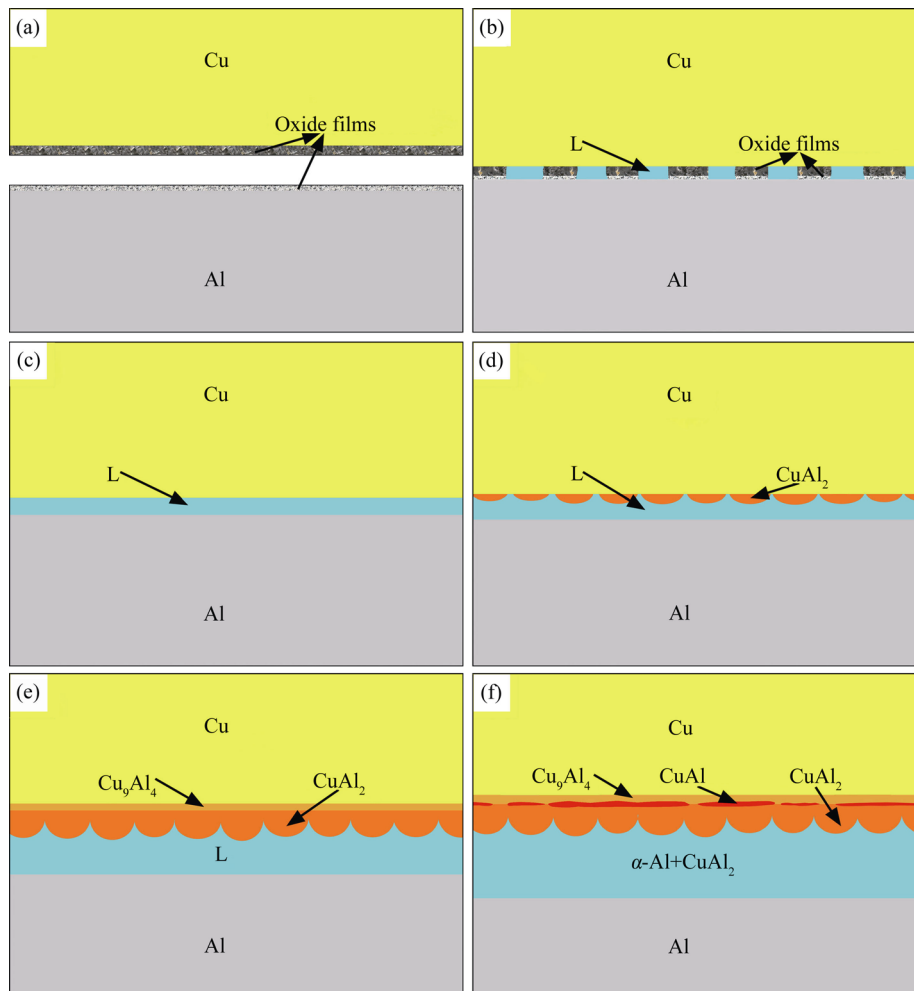 (a)
Cu
Oxide films
Al
(b)
Cu
L
Oxide films
Al
(c)
Cu
L
Al
(d)
Cu
L
CuAl₂
Al
(e)
Cu
Cu₉Al₄
CuAl₂
L
Al
(f)
Cu
Cu₉Al₄
CuAl
CuAl₂
α-Al+CuAl₂
Al